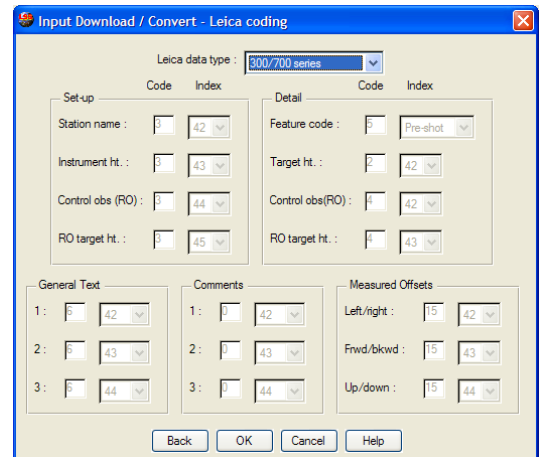 Input Download / Convert - Leica coding
Leica data type : 300/700 series
Code Index Code Index
Set-up Detail
Station name : 3 42 Feature code : 5 Pre-shot
Instrument ht. : 3 43 Target ht. : 2 42
Control obs (RO) : 3 44 Control obs(RO) : 4 42
RO target ht. : 3 45 RO target ht. : 4 43
General Text Comments Measured Offsets
1 : 6 42 1 : 0 42 Left/right : 15 42
2 : 6 43 2 : 0 43 Frwd/bkwd : 15 43
3 : 6 44 3 : 0 44 Up/down : 15 44
Back OK Cancel Help